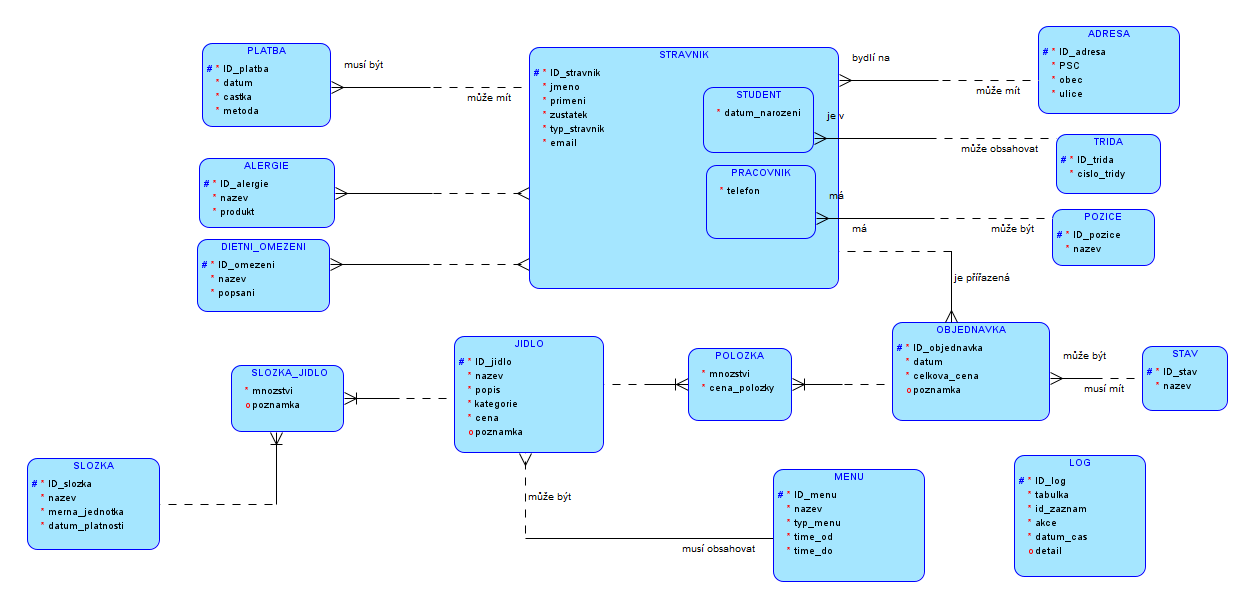 PLATBA
# * ID_platba
* datum
* castka
* metoda
musí být
může mít
STRAVNIK
# * ID_stravnik
* jmeno
* primeni
* zustatek
* typ_stravnik
* email
STUDENT
* datum_narozeni
PRACOVNIK
* telefon
bydlí na
může mít
ADRESA
# * ID_adresa
* PSC
* obec
* ulice
je v
může obsahovat
TRIDA
# * ID_trida
* cislo_tridy
má
má
může být
POZICE
# * ID_pozice
* nazev
ALERGIE
# * ID_alergie
* nazev
* produkt
DIETNI_OMEZENI
# * ID_omezeni
* nazev
* popsani
je přířazená
OBJEDNAVKA
# * ID_objednavka
* datum
* celkova_cena
o poznamka
může být
musí mít
STAV
# * ID_stav
* nazev
JIDLO
# * ID_jidlo
* nazev
* popis
* kategorie
* cena
o poznamka
POLOZKA
* mnozstvi
* cena_polozky
SLOZKA_JIDLO
* mnozstvi
o poznamka
SLOZKA
# * ID_slozka
* nazev
* merna_jednotka
* datum_platnosti
může být
musí obsahovat
MENU
# * ID_menu
* nazev
* typ_menu
* time_od
* time_do
LOG
# * ID_log
* tabulka
* id_zaznam
* akce
* datum_cas
o detail